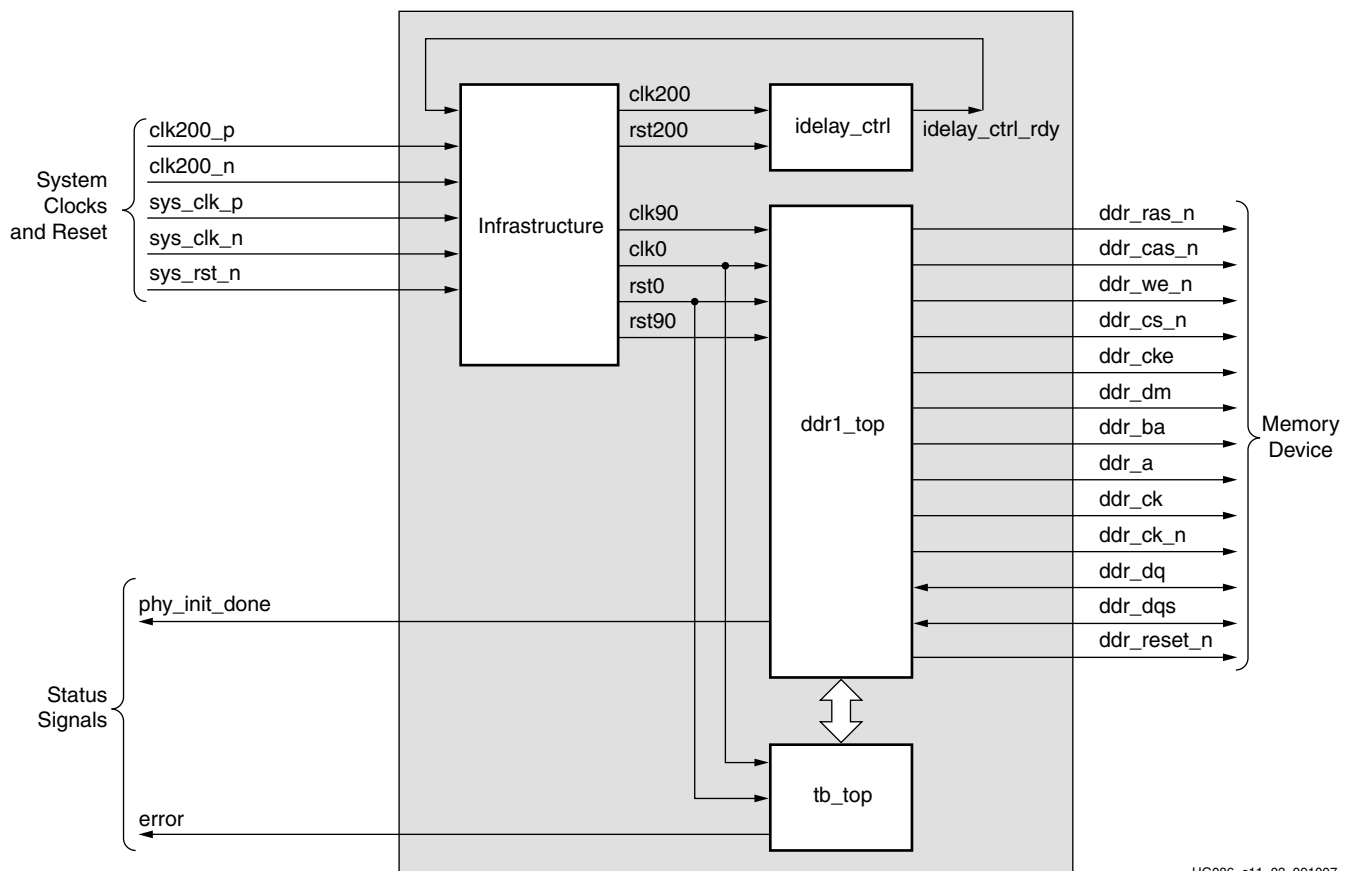 System
Clocks
and Reset
clk200_p
clk200_n
sys_clk_p
sys_clk_n
sys_rst_n
Infrastructure
clk200
rst200
clk90
clk0
rst0
rst90
idelay_ctrl
idelay_ctrl_rdy
ddr1_top
ddr_ras_n
ddr_cas_n
ddr_we_n
ddr_cs_n
ddr_cke
ddr_dm
ddr_ba
ddr_a
ddr_ck
ddr_ck_n
ddr_dq
ddr_dqs
ddr_reset_n
Memory
Device
Status
Signals
phy_init_done
error
tb_top